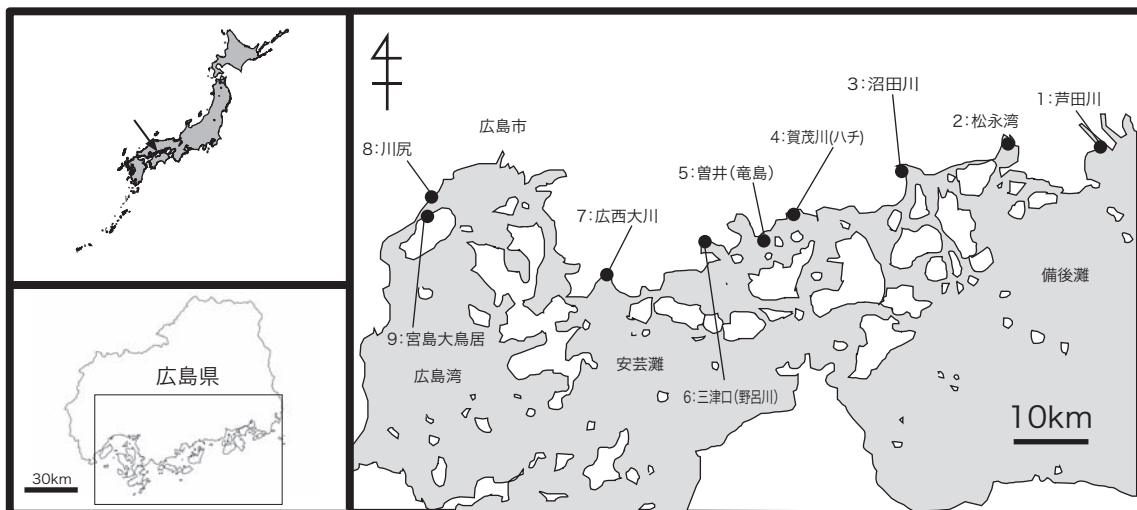 広島県
30km
1：芦田川
2：松永湾
3：沼田川
4：賀茂川(ハチ)
5：曽井(竜島)
6：三津口(野呂川)
7：広西大川
8：川尻
9：宮島大鳥居
広島市
広島湾
安芸灘
備後灘
10km